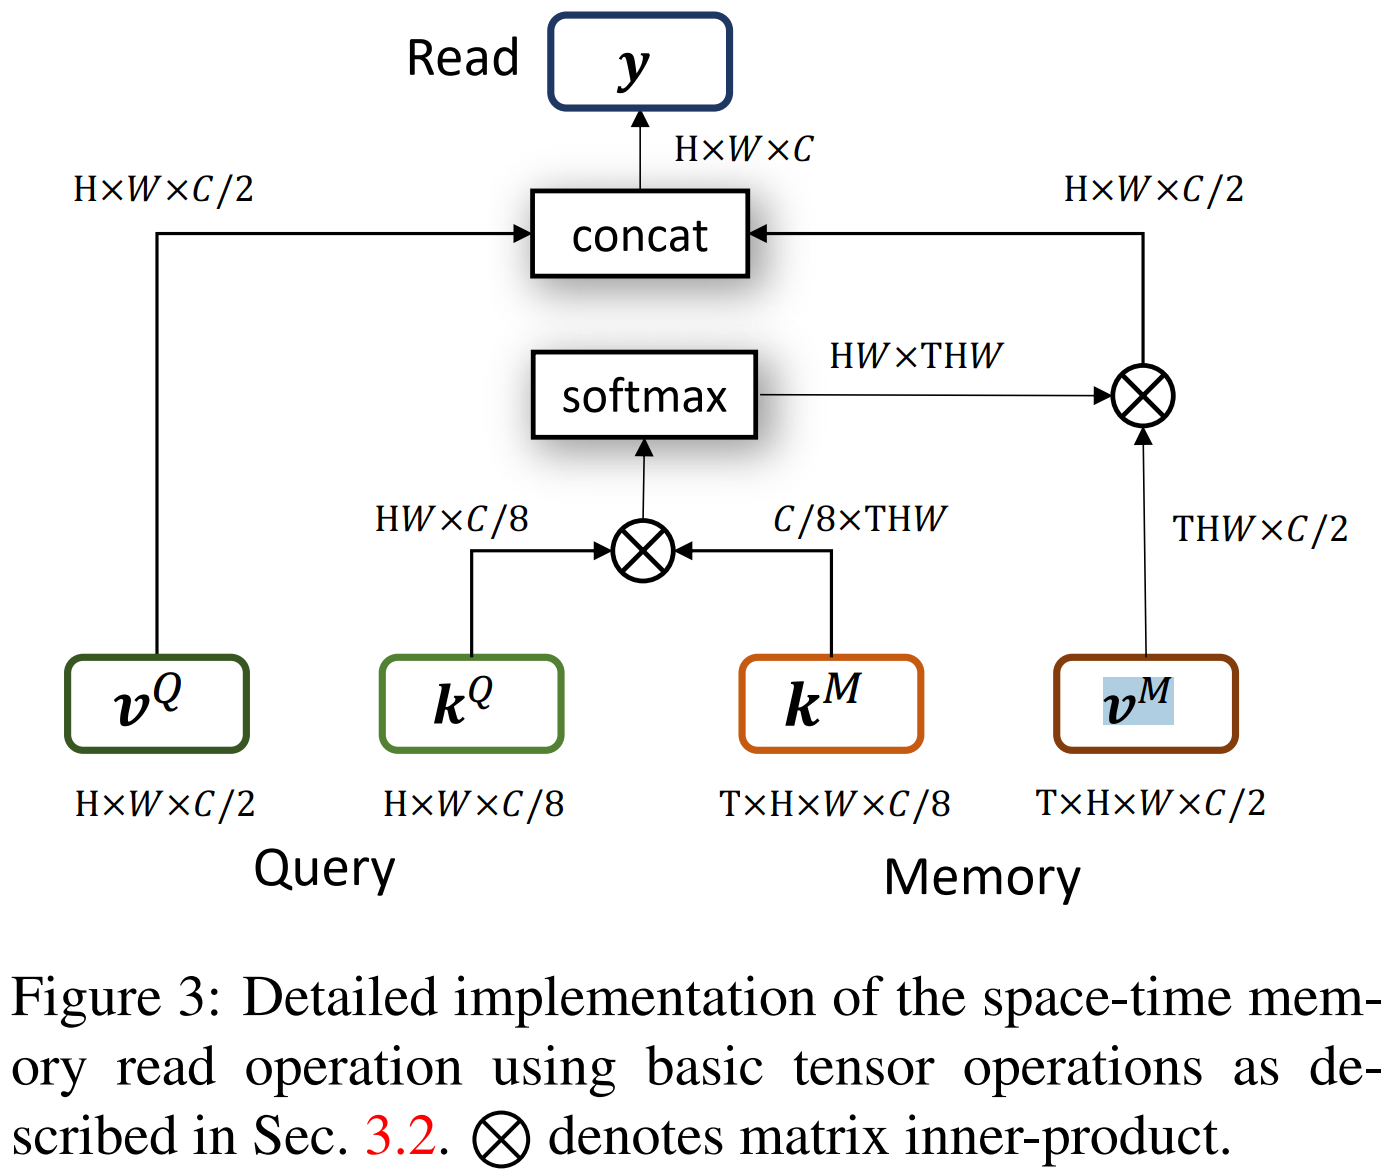 Read
y
H×W×C
H×W×C/2
H×W×C/2
concat
softmax
HW×THW
HW×C/8
C/8×THW
THW×C/2
v^Q
k^Q
k^M
v^M
H×W×C/2
H×W×C/8
T×H×W×C/8
T×H×W×C/2
Query
Memory
Figure 3: Detailed implementation of the space-time mem-
ory read operation using basic tensor operations as de-
scribed in Sec. 3.2. ⊗ denotes matrix inner-product.